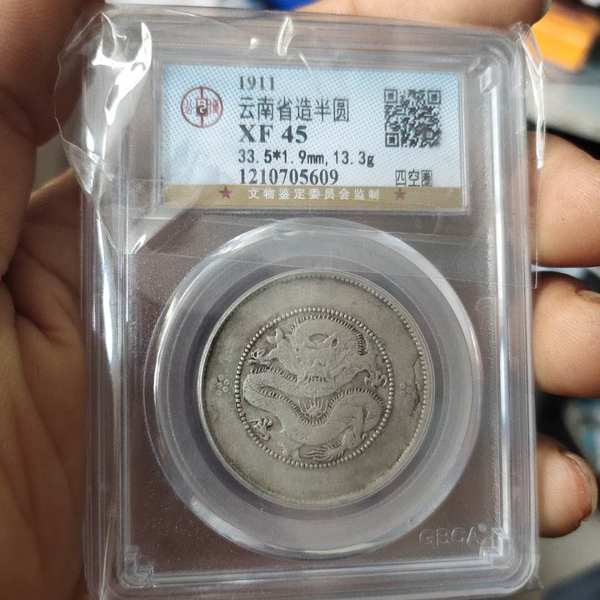 1911
云南省造半圆
XF 45
33.5*1.9mm,13.3g
1210705609
四空圈
★ 文物鉴定委员会监制 ★
GBCA